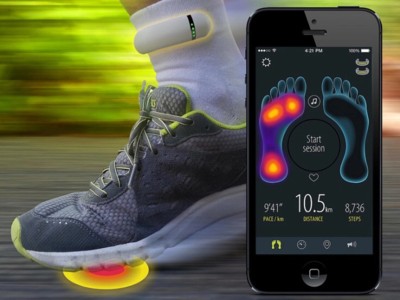 4:21 PM
Start
session
9'41"
10.5km
8,736
PACE / km
DISTANCE
STEPS